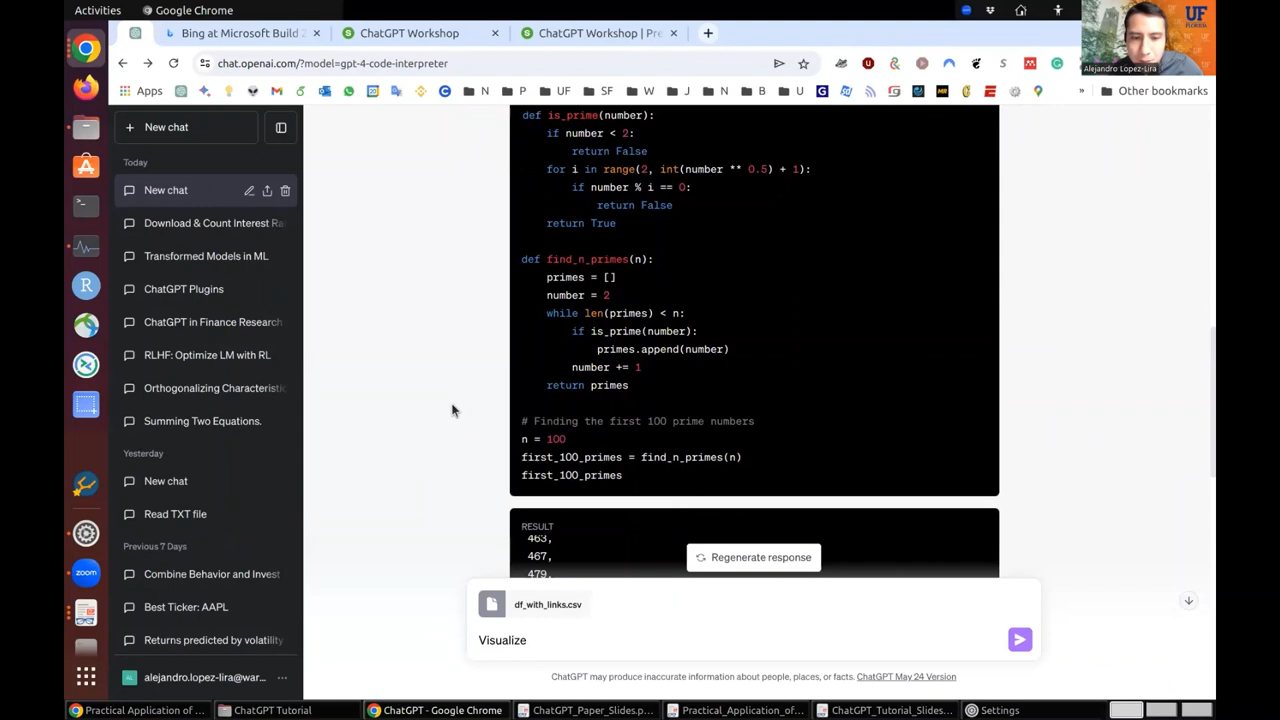 Activities
Google Chrome
Bing at Microsoft Build 2
ChatGPT Workshop
ChatGPT Workshop | Pre
chat.openai.com/?model=gpt-4-code-interpreter
Apps
N
P
UF
SF
W
J
N
B
U
Other bookmarks
UF
Alejandro Lopez-Lira
New chat
Today
New chat
Download & Count Interest Ra
Transformed Models in ML
ChatGPT Plugins
ChatGPT in Finance Research
RLHF: Optimize LM with RL
Orthogonalizing Characteristic
Summing Two Equations.
Yesterday
New chat
Read TXT file
Previous 7 Days
Combine Behavior and Invest
Best Ticker: AAPL
Returns predicted by volatility
alejandro.lopez-lira@war...
def is_prime(number):
if number < 2:
return False
for i in range(2, int(number ** 0.5) + 1):
if number % i == 0:
return False
return True
def find_n_primes(n):
primes = []
number = 2
while len(primes) < n:
if is_prime(number):
primes.append(number)
number += 1
return primes
# Finding the first 100 prime numbers
n = 100
first_100_primes = find_n_primes(n)
first_100_primes
RESULT
463,
467,
479,
Regenerate response
df_with_links.csv
Visualize
ChatGPT may produce inaccurate information about people, places, or facts. ChatGPT May 24 Version
Practical Application of ...
ChatGPT Tutorial
ChatGPT - Google Chrome
ChatGPT_Paper_Slides.p...
Practical_Application_of...
ChatGPT_Tutorial_Slides...
Settings